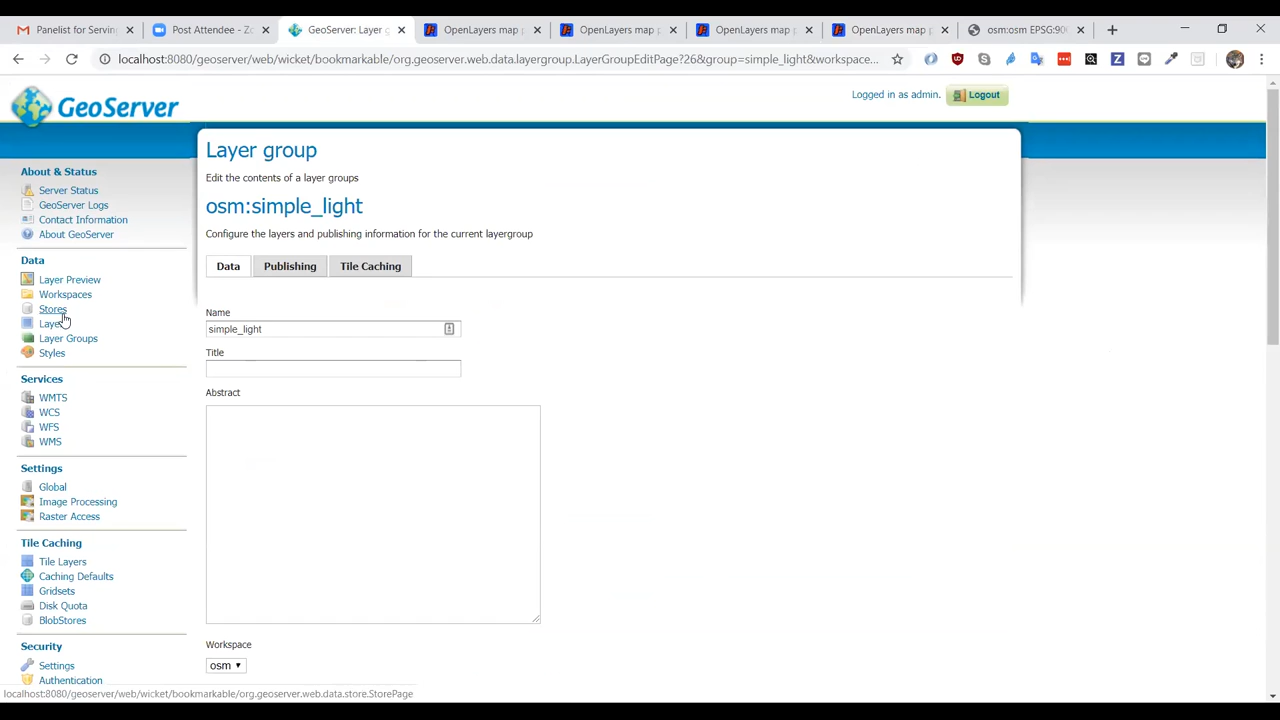 Panelist for Serving
Post Attendee - Zo
GeoServer: Layer g
OpenLayers map p
OpenLayers map p
OpenLayers map p
OpenLayers map p
osm:osm EPSG:90
localhost:8080/geoserver/web/wicket/bookmarkable/org.geoserver.web.data.layergroup.LayerGroupEditPage?26&group=simple_light&workspace...
GeoServer
Logged in as admin.
Logout
About & Status
Server Status
GeoServer Logs
Contact Information
About GeoServer
Data
Layer Preview
Workspaces
Stores
Layers
Layer Groups
Styles
Services
WMTS
WCS
WFS
WMS
Settings
Global
Image Processing
Raster Access
Tile Caching
Tile Layers
Caching Defaults
Gridsets
Disk Quota
BlobStores
Security
Settings
Authentication
Layer group
Edit the contents of a layer groups
osm:simple_light
Configure the layers and publishing information for the current layergroup
Data
Publishing
Tile Caching
Name
simple_light
Title
Abstract
Workspace
osm
localhost:8080/geoserver/web/wicket/bookmarkable/org.geoserver.web.data.store.StorePage